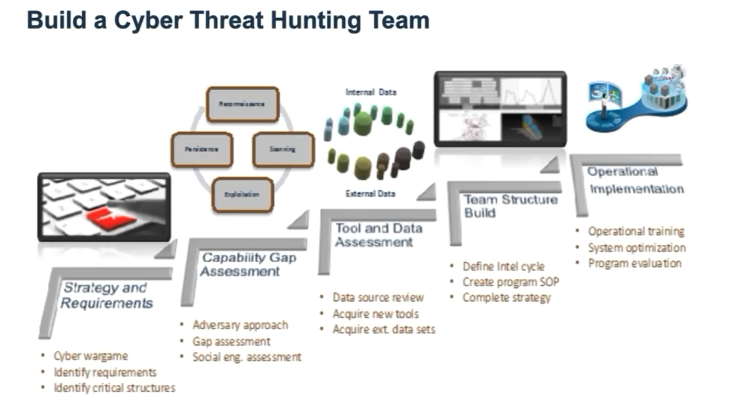 Build a Cyber Threat Hunting Team
Reconnaissance
Persistence
Scanning
Exploitation
Internal Data
External Data
Strategy and
Requirements
• Cyber wargame
• Identify requirements
• Identify critical structures
Capability Gap
Assessment
• Adversary approach
• Gap assessment
• Social eng. assessment
Tool and Data
Assessment
• Data source review
• Acquire new tools
• Acquire ext. data sets
Team Structure
Build
• Define Intel cycle
• Create program SOP
• Complete strategy
Operational
Implementation
• Operational training
• System optimization
• Program evaluation